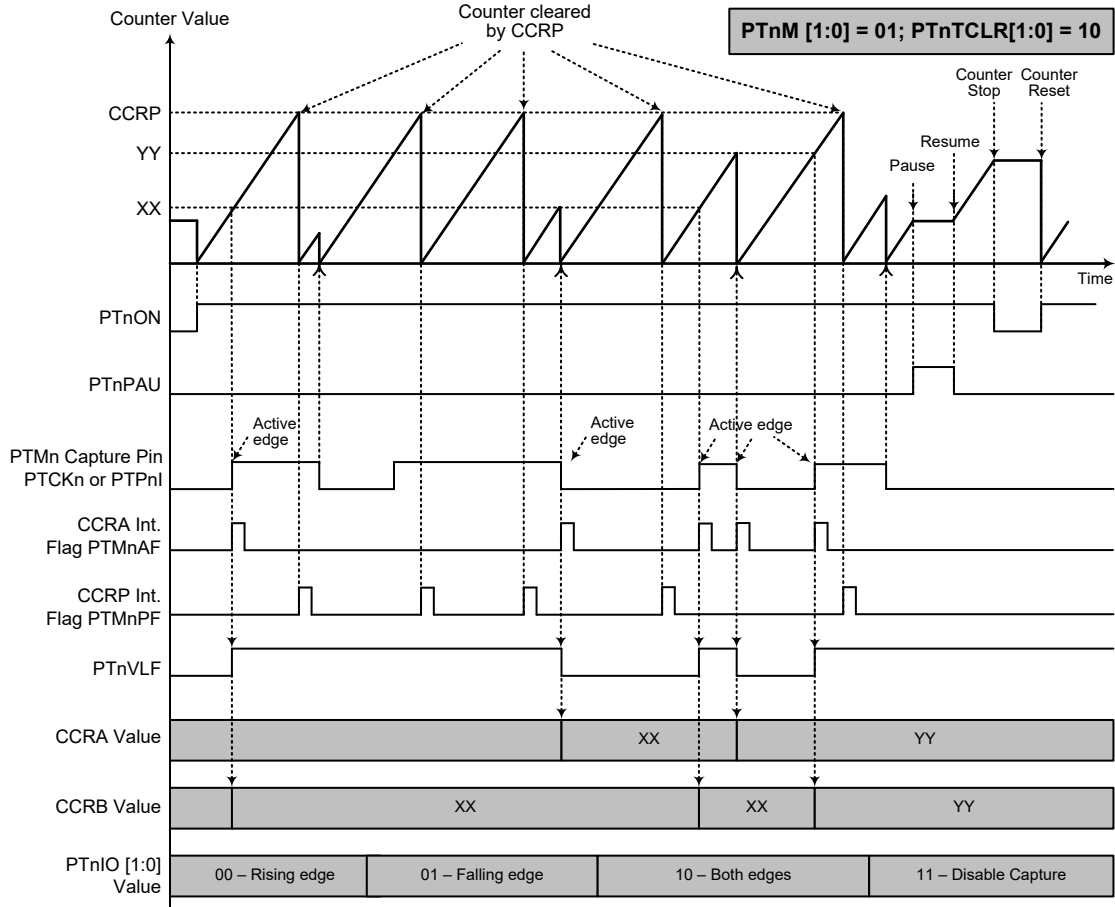 Counter Value
Counter cleared
by CCRP
PTnM [1:0] = 01; PTnTCLR[1:0] = 10
Counter
Stop
Counter
Reset
CCRP
YY
XX
Pause
Resume
Time
PTnON
PTnPAU
Active
edge
Active
edge
Active edge
PTMn Capture Pin
PTCKn or PTPnI
CCRA Int.
Flag PTMnAF
CCRP Int.
Flag PTMnPF
PTnVLF
CCRA Value
XX
YY
CCRB Value
XX
XX
YY
PTnIO [1:0]
Value
00 – Rising edge
01 – Falling edge
10 – Both edges
11 – Disable Capture